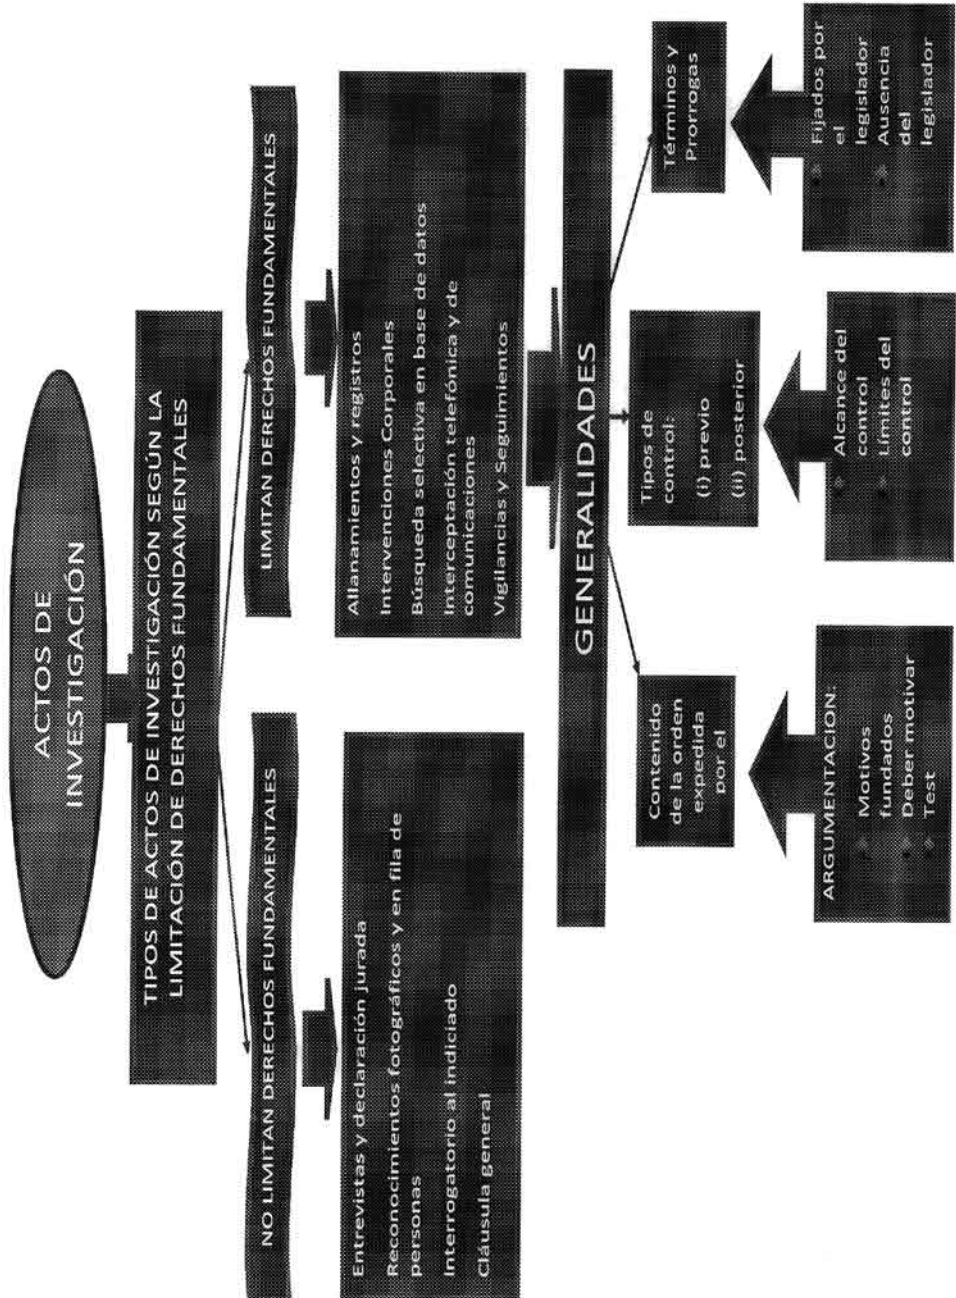 ACTOS DE
INVESTIGACIÓN
TIPOS DE ACTOS DE INVESTIGACIÓN SEGÚN LA
LIMITACIÓN DE DERECHOS FUNDAMENTALES
NO LIMITAN DERECHOS FUNDAMENTALES
Entrevistas y declaración jurada
Reconocimientos fotográficos y en fila de
personas
Interrogatorio al indiciado
Cláusula general
LIMITAN DERECHOS FUNDAMENTALES
Allanamientos y registros
Intervenciones Corporales
Búsqueda selectiva en base de datos
Interceptación telefónica y de
comunicaciones
Vigilancias y Seguimientos
GENERALIDADES
Contenido
de la orden
expedida
por el
ARGUMENTACIÓN:
Motivos
fundados
Deber motivar
Test
Tipos de
control:
(i) previo
(ii) posterior
Alcance del
control
Límites del
control
Términos y
Prorrogas
Fijados por
el
legislador
Ausencia
del
legislador